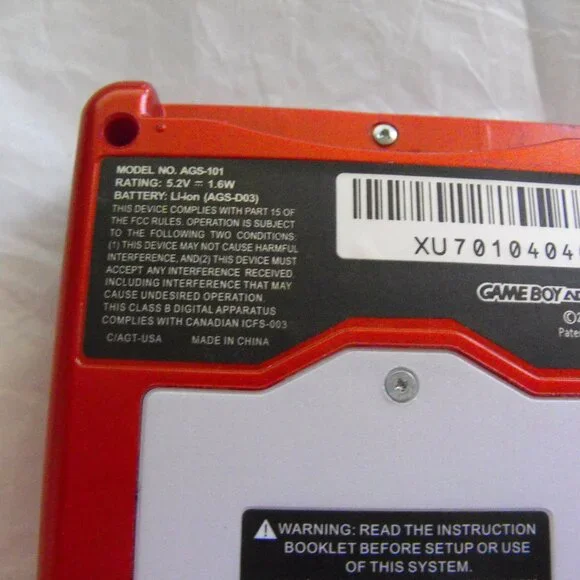 MODEL NO. AGS-101
RATING: 5.2V ⎓ 1.6W
BATTERY: Li-ion (AGS-D03)
THIS DEVICE COMPLIES WITH PART 15 OF
THE FCC RULES. OPERATION IS SUBJECT
TO THE FOLLOWING TWO CONDITIONS:
(1) THIS DEVICE MAY NOT CAUSE HARMFUL
INTERFERENCE, AND(2) THIS DEVICE MUST
ACCEPT ANY INTERFERENCE RECEIVED
INCLUDING INTERFERENCE THAT MAY
CAUSE UNDESIRED OPERATION.
THIS CLASS B DIGITAL APPARATUS
COMPLIES WITH CANADIAN ICFS-003
C/AGT-USA MADE IN CHINA
XU7010404
GAME BOY AD
©2
Pate
WARNING: READ THE INSTRUCTION
BOOKLET BEFORE SETUP OR USE
OF THIS SYSTEM.